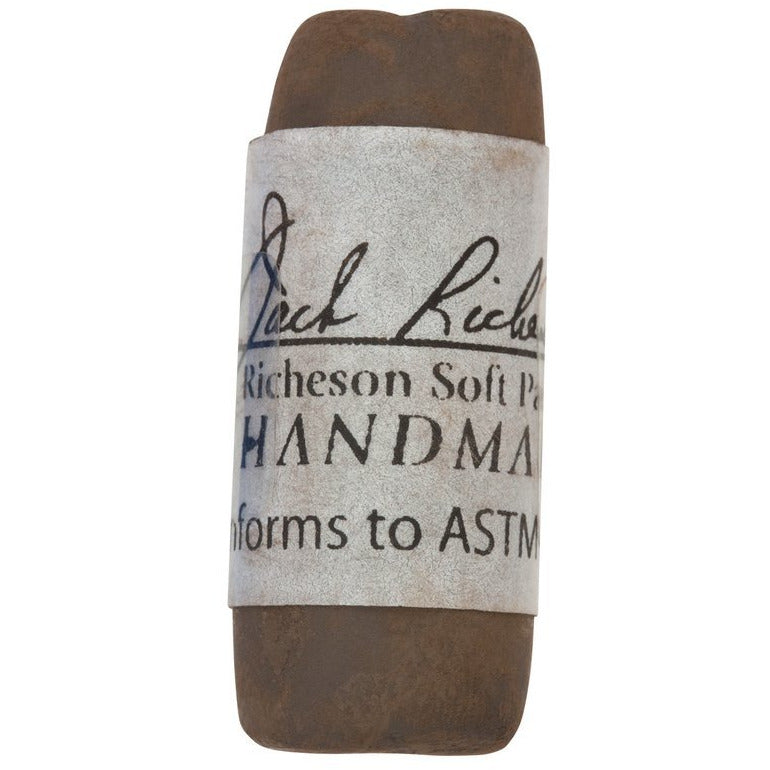 Jack Riche
Richeson Soft Pa
HANDMA
nforms to ASTM